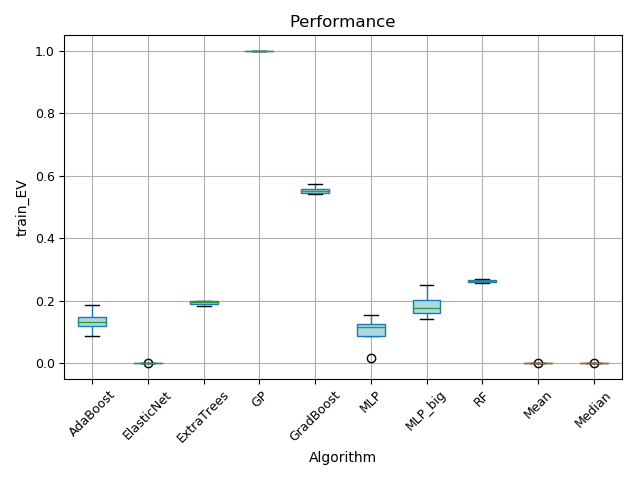 Performance
train_EV
1.0
0.8
0.6
0.4
0.2
0.0
AdaBoost
ElasticNet
ExtraTrees
GP
GradBoost
MLP
MLP_big
RF
Mean
Median
Algorithm